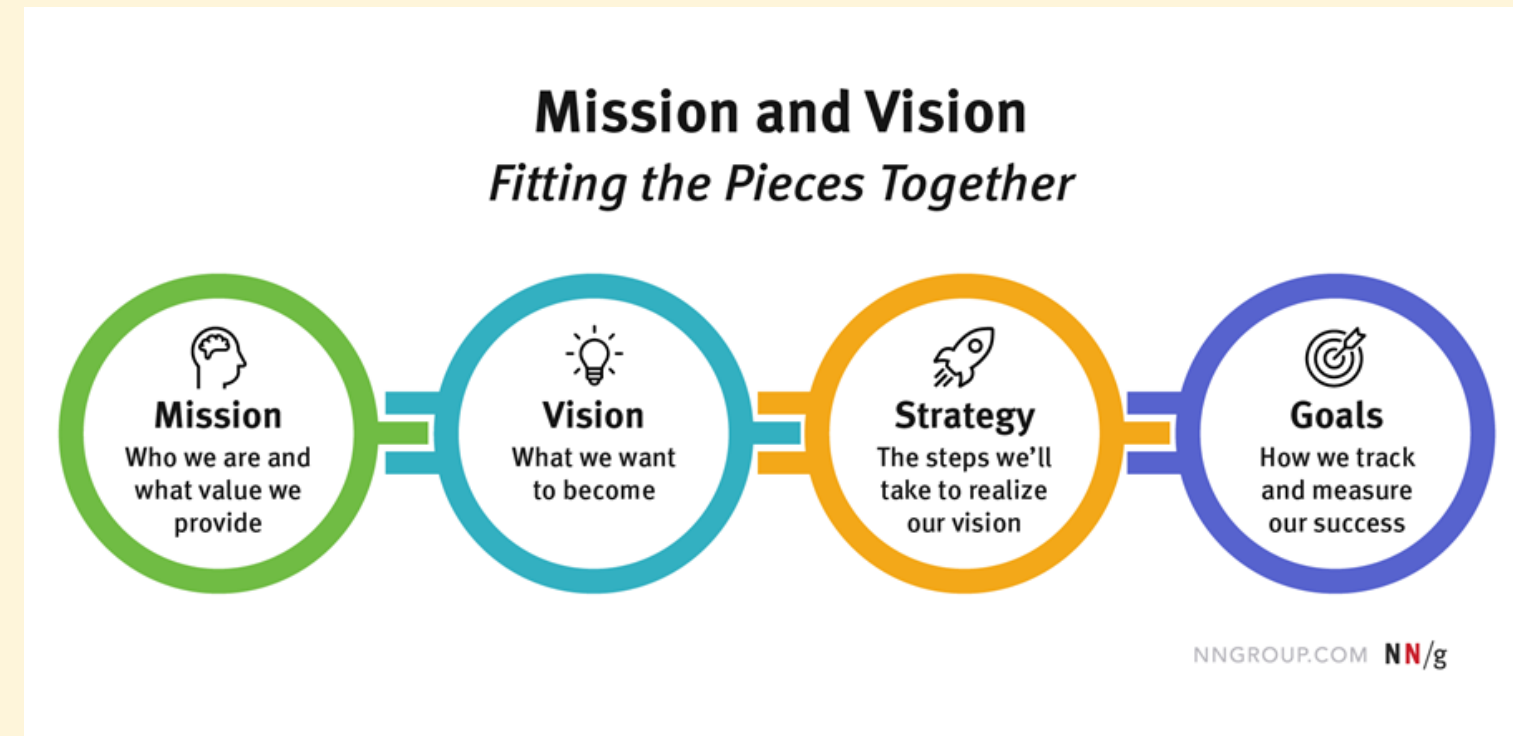 Mission and Vision
Fitting the Pieces Together
Mission
Who we are and
what value we
provide
Vision
What we want
to become
Strategy
The steps we'll
take to realize
our vision
Goals
How we track
and measure
our success
NNGROUP.COM NN/g